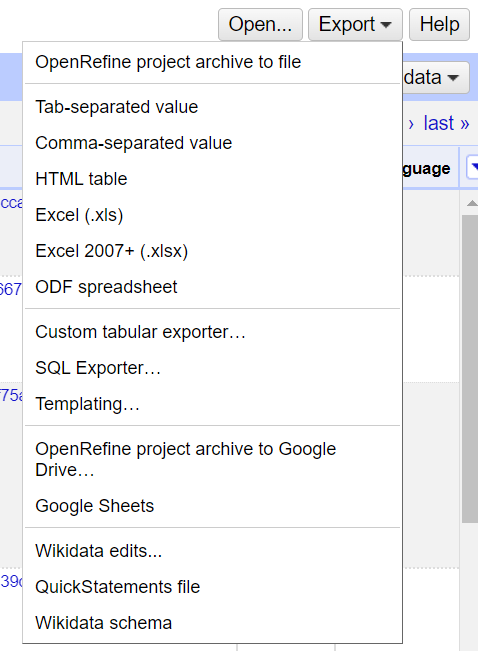 Open... Export Help
OpenRefine project archive to file
data
Tab-separated value
› last »
Comma-separated value
guage
HTML table
cca
Excel (.xls)
Excel 2007+ (.xlsx)
667
ODF spreadsheet
Custom tabular exporter…
SQL Exporter…
f75a
Templating…
OpenRefine project archive to Google
Drive…
Google Sheets
Wikidata edits...
39c
QuickStatements file
Wikidata schema